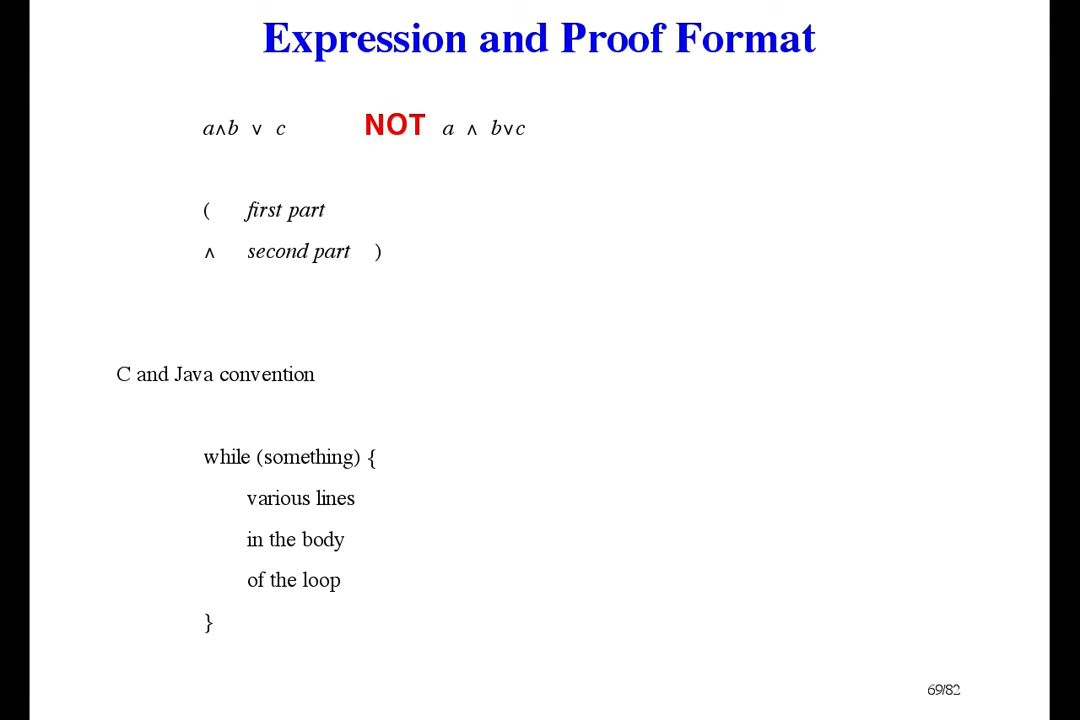 Expression and Proof Format
a∧b ∨ c NOT a ∧ b∨c
( first part
∧ second part )
C and Java convention
while (something) {
various lines
in the body
of the loop
}
69/82